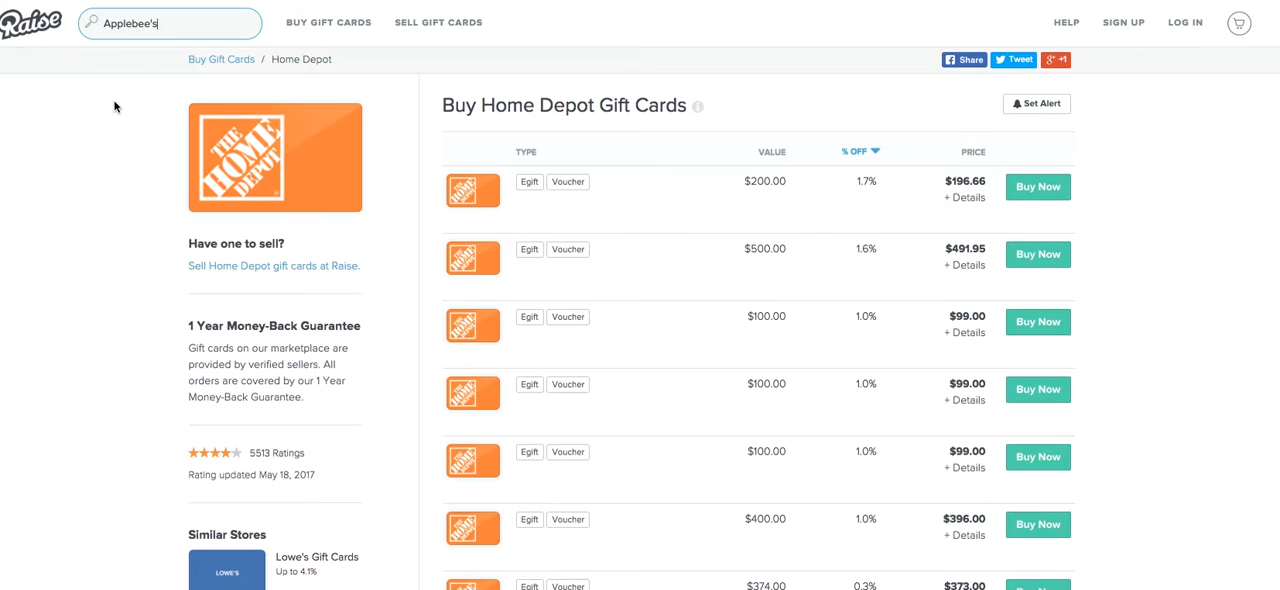 Raise
Applebee's
BUY GIFT CARDS
SELL GIFT CARDS
HELP
SIGN UP
LOG IN
Buy Gift Cards / Home Depot
Share
Tweet
+1
THE HOME DEPOT
Have one to sell?
Sell Home Depot gift cards at Raise.
1 Year Money-Back Guarantee
Gift cards on our marketplace are
provided by verified sellers. All
orders are covered by our 1 Year
Money-Back Guarantee.
5513 Ratings
Rating updated May 18, 2017
Similar Stores
LOWE'S
Lowe's Gift Cards
Up to 4.1%
Buy Home Depot Gift Cards
Set Alert
TYPE VALUE % OFF PRICE
Egift Voucher $200.00 1.7% $196.66 Buy Now
+ Details
Egift Voucher $500.00 1.6% $491.95 Buy Now
+ Details
Egift Voucher $100.00 1.0% $99.00 Buy Now
+ Details
Egift Voucher $100.00 1.0% $99.00 Buy Now
+ Details
Egift Voucher $100.00 1.0% $99.00 Buy Now
+ Details
Egift Voucher $400.00 1.0% $396.00 Buy Now
+ Details
Egift Voucher $374.00 0.3% $373.00